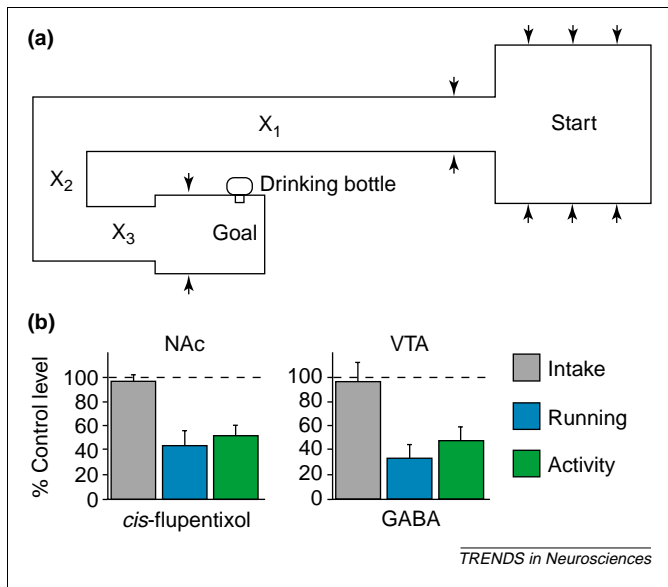 (a)
X1
Start
X2
Drinking bottle
X3
Goal
(b)
NAc
VTA
% Control level
100
80
60
40
20
0
cis-flupentixol
100
80
60
40
20
0
GABA
Intake
Running
Activity
TRENDS in Neurosciences